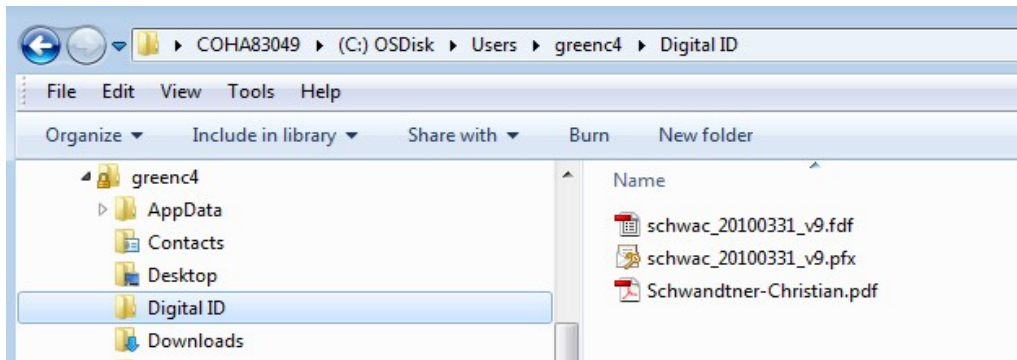 COHA83049 (C:) OSDisk Users greenc4 Digital ID
File Edit View Tools Help
Organize Include in library Share with Burn New folder
greenc4
AppData
Contacts
Desktop
Digital ID
Downloads
Name
schwac_20100331_v9.fdf
schwac_20100331_v9.pfx
Schwandtner-Christian.pdf